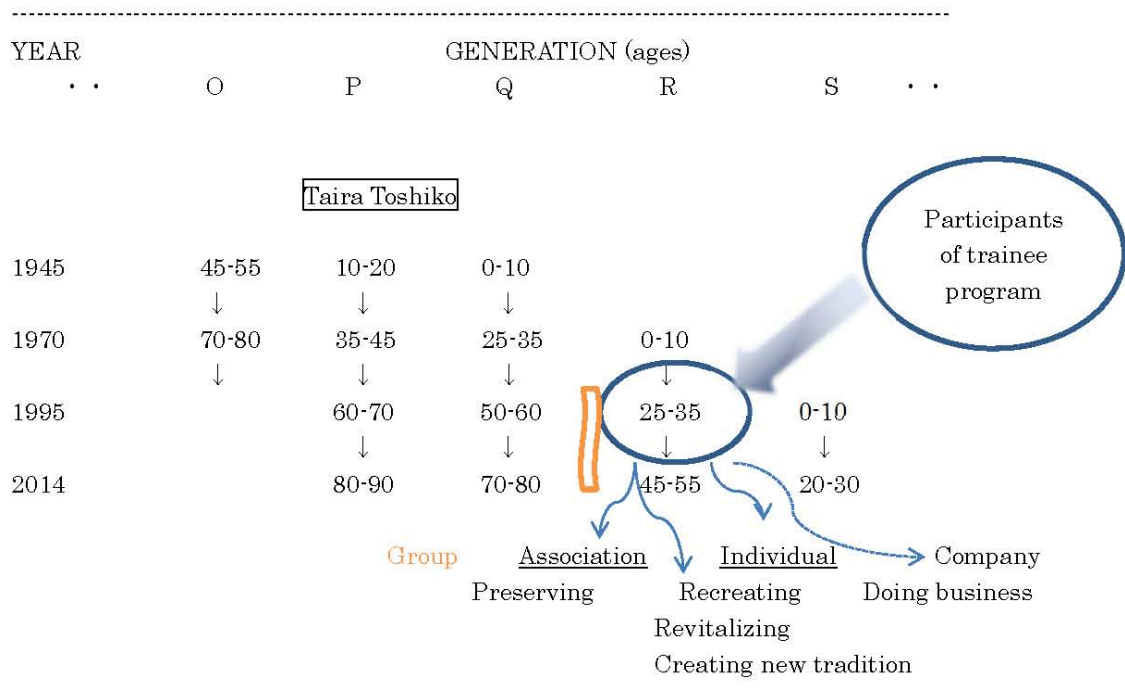 YEAR GENERATION (ages)
・・ O P Q R S ・・
Taira Toshiko
Participants
of trainee
program
1945 45-55 10-20 0-10
↓ ↓ ↓
1970 70-80 35-45 25-35 0-10
↓ ↓ ↓ ↓
1995 60-70 50-60 25-35 0-10
↓ ↓ ↓ ↓
2014 80-90 70-80 45-55 20-30
Group Association Individual Company
Preserving Recreating Doing business
Revitalizing
Creating new tradition